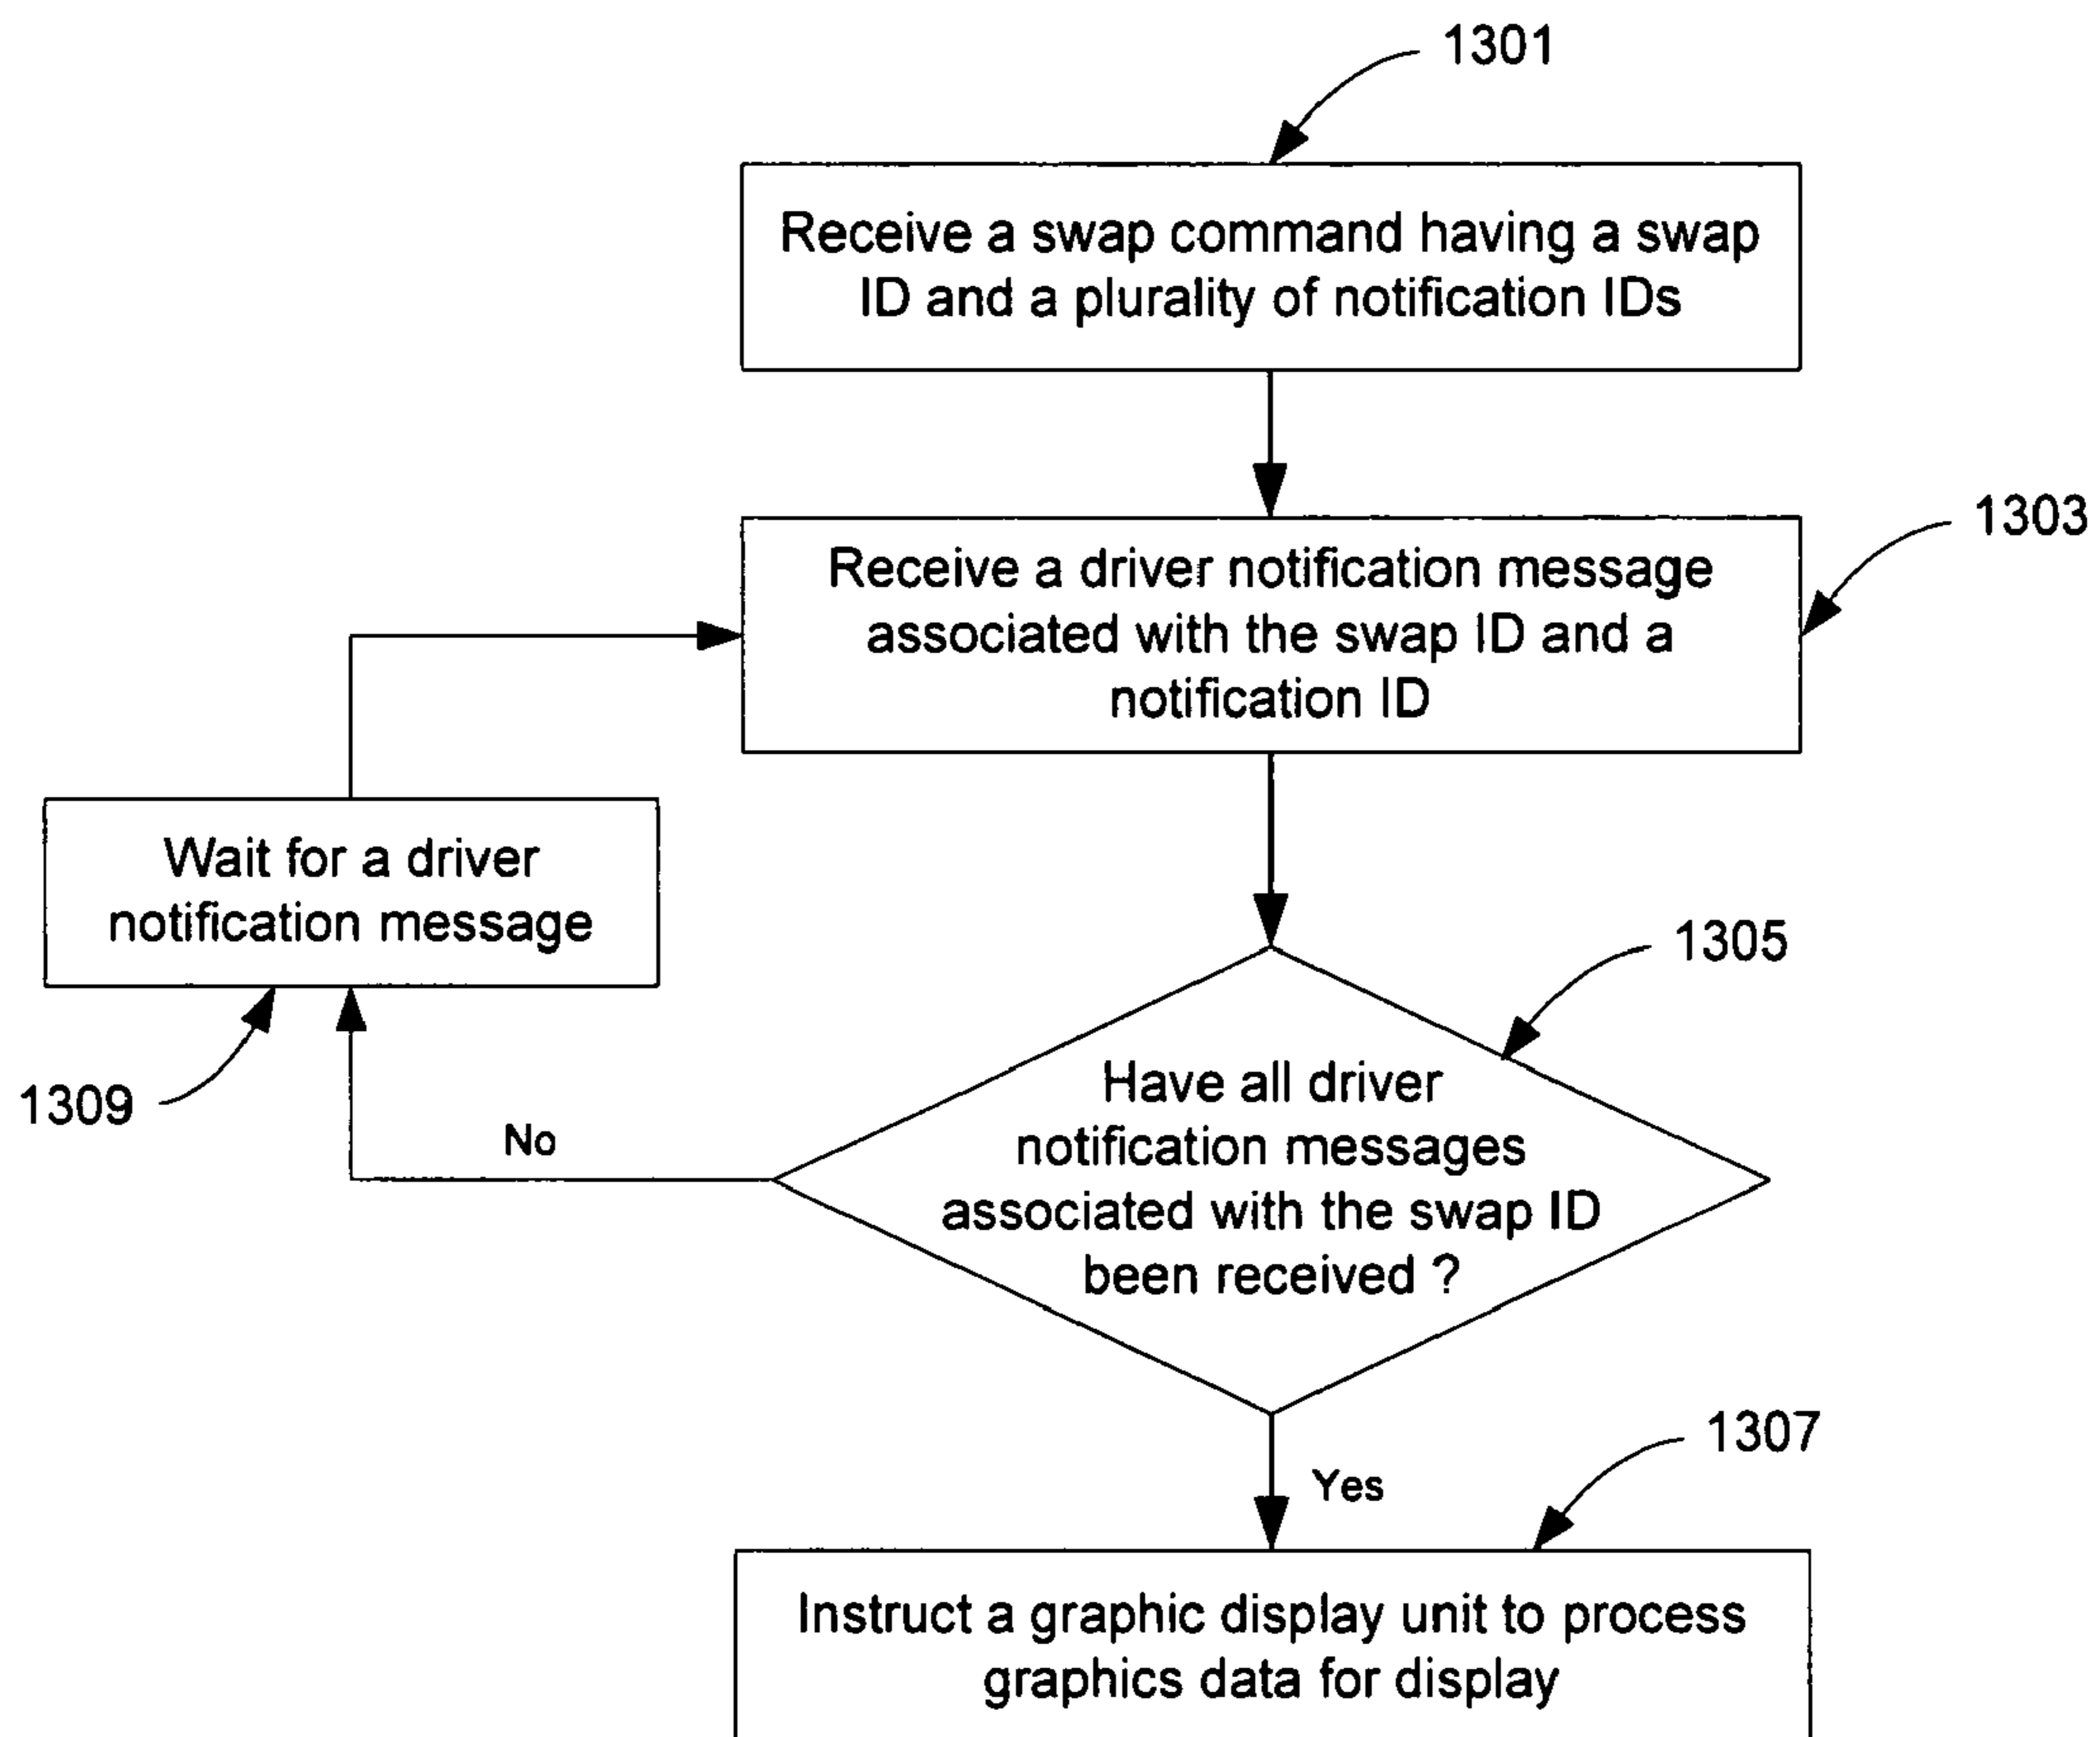 1301
Receive a swap command having a swap
ID and a plurality of notification IDs
1303
Receive a driver notification message
associated with the swap ID and a
notification ID
Wait for a driver
notification message
1309
1305
Have all driver
notification messages
associated with the swap ID
been received ?
No
Yes
1307
Instruct a graphic display unit to process
graphics data for display